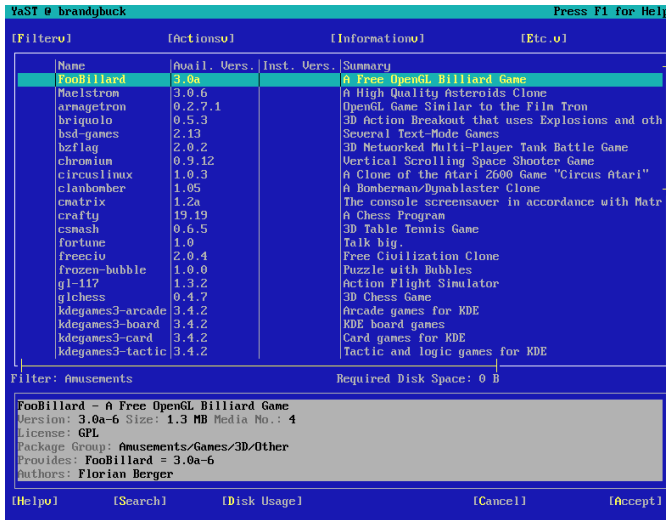 YaST @ brandybuck Press F1 for Help
[Filter↓] [Actions↓] [Information↓] [Etc.↓]
Name Avail. Vers. Inst. Vers. Summary
FooBillard 3.0a A Free OpenGL Billiard Game
Maelstrom 3.0.6 A High Quality Asteroids Clone
armagetron 0.2.7.1 OpenGL Game Similar to the Film Tron
briquolo 0.5.3 3D Action Breakout that uses Explosions and oth
bsd-games 2.13 Several Text-Mode Games
bzflag 2.0.2 3D Networked Multi-Player Tank Battle Game
chromium 0.9.12 Vertical Scrolling Space Shooter Game
circuslinux 1.0.3 A Clone of the Atari 2600 Game "Circus Atari"
clanbomber 1.05 A Bomberman/Dynablaster Clone
cmatrix 1.2a The console screensaver in accordance with Matr
crafty 19.19 A Chess Program
csmash 0.6.5 3D Table Tennis Game
fortune 1.0 Talk big.
freeciv 2.0.4 Free Civilization Clone
frozen-bubble 1.0.0 Puzzle with Bubbles
gl-117 1.3.2 Action Flight Simulator
glchess 0.4.7 3D Chess Game
kdegames3-arcade 3.4.2 Arcade games for KDE
kdegames3-board 3.4.2 KDE board games
kdegames3-card 3.4.2 Card games for KDE
kdegames3-tactic 3.4.2 Tactic and logic games for KDE
Filter: Amusements Required Disk Space: 0 B
FooBillard - A Free OpenGL Billiard Game
Version: 3.0a-6 Size: 1.3 MB Media No.: 4
License: GPL
Package Group: Amusements/Games/3D/Other
Provides: FooBillard = 3.0a-6
Authors: Florian Berger
[Help↓] [Search] [Disk Usage] [Cancel] [Accept]